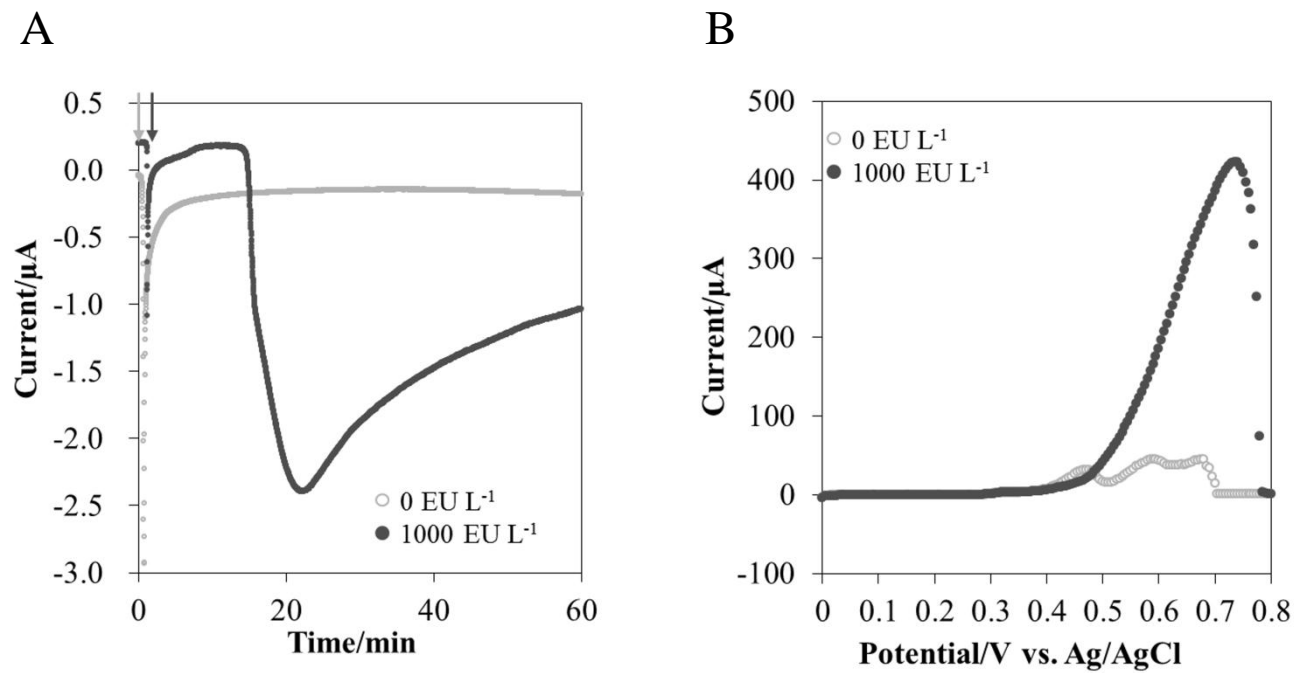 A
0.5
0.0
-0.5
-1.0
-1.5
-2.0
-2.5
-3.0
Current/μA
0 EU L-1
1000 EU L-1
0 20 40 60
Time/min
B
500
400
300
200
100
0
-100
Current/μA
0 EU L-1
1000 EU L-1
0 0.1 0.2 0.3 0.4 0.5 0.6 0.7 0.8
Potential/V vs. Ag/AgCl